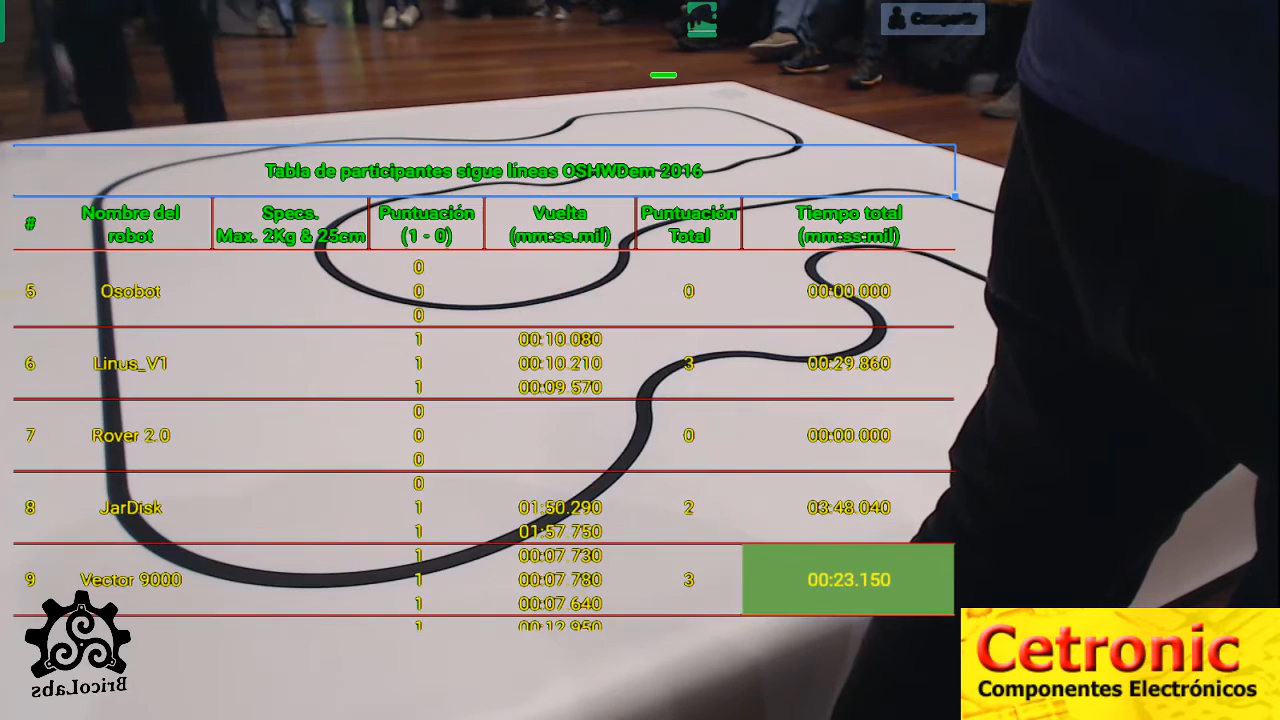 Compartir
Tabla de participantes sigue líneas OSHWDem 2016
# Nombre del robot Specs. Max. 2Kg & 25cm Puntuación (1 - 0) Vuelta (mm:ss.mil) Puntuación Total Tiempo total (mm:ss:mil)
0
5 Osobot 0 0 00:00.000
0
1 00:10.080
6 Linus_V1 1 00:10.210 3 00:29.860
1 00:09.570
0
7 Rover 2.0 0 0 00:00.000
0
0
8 JarDisk 1 01:50.290 2 03:48.040
1 01:57.750
1 00:07.730
9 Vector 9000 1 00:07.780 3 00:23.150
1 00:07.640
1 00:12.950
BricoLabs
Cetronic
Componentes Electrónicos